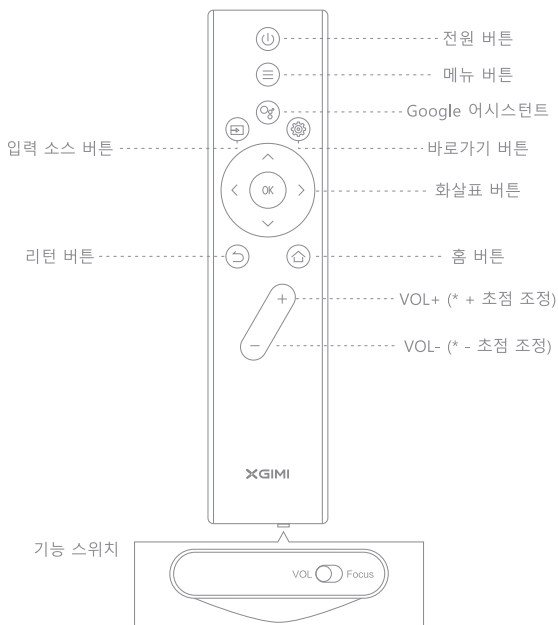 전원 버튼
메뉴 버튼
Google 어시스턴트
입력 소스 버튼
바로가기 버튼
OK
화살표 버튼
리턴 버튼
홈 버튼
VOL+ (* + 초점 조정)
VOL- (* - 초점 조정)
XGIMI
기능 스위치
VOL Focus